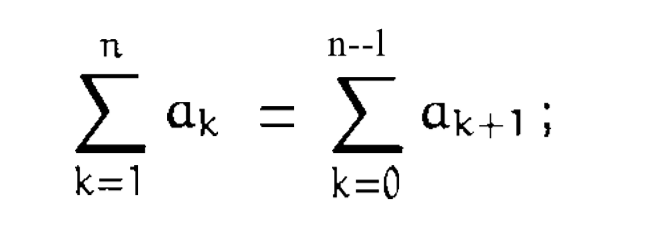 n n--1
∑ a_k = ∑ a_{k+1} ;
k=1 k=0